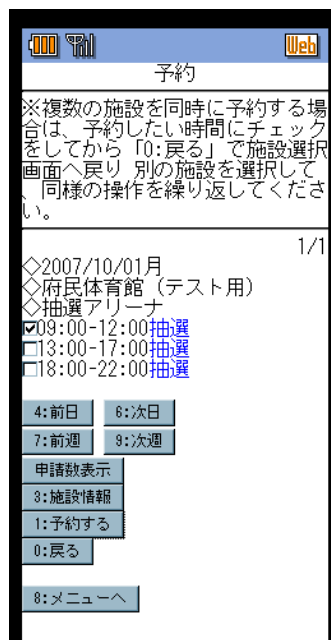 Web
予約
※複数の施設を同時に予約する場
合は、予約したい時間にチェック
をしてから「0:戻る」で施設選択
画面へ戻り 別の施設を選択して
、同様の操作を繰り返してくださ
い。
1/1
◇2007/10/01月
◇府民体育館（テスト用）
◇抽選アリーナ
09:00-12:00抽選
13:00-17:00抽選
18:00-22:00抽選
4:前日 6:次日
7:前週 9:次週
申請数表示
3:施設情報
1:予約する
0:戻る
8:メニューへ